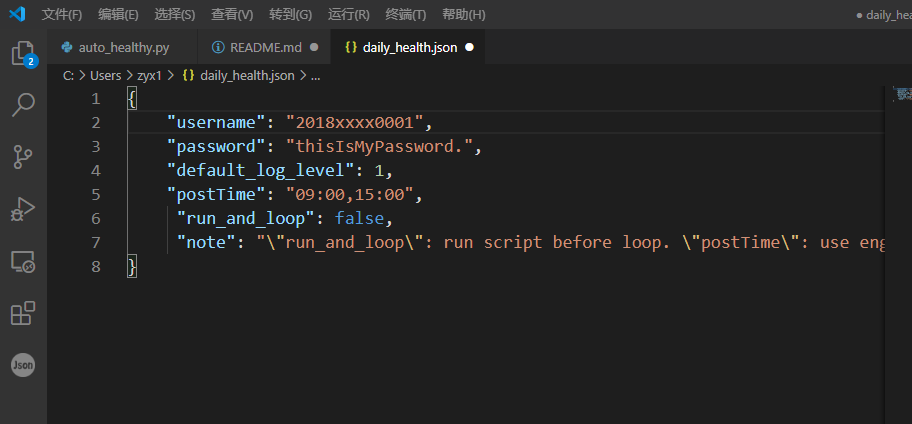 文件(F) 编辑(E) 选择(S) 查看(V) 转到(G) 运行(R) 终端(T) 帮助(H) ● daily_hea
auto_healthy.py README.md ● {} daily_health.json ●
C: > Users > zyx1 > {} daily_health.json > ...
1 {
2 "username": "2018xxxx0001",
3 "password": "thisIsMyPassword.",
4 "default_log_level": 1,
5 "postTime": "09:00,15:00",
6 "run_and_loop": false,
7 "note": "\"run_and_loop\": run script before loop. \"postTime\": use eng
8 }
2
Json